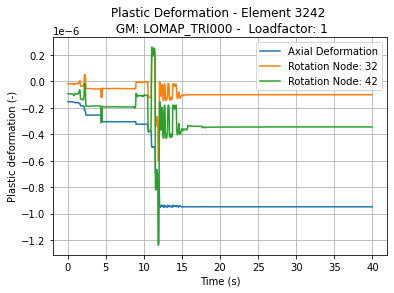 Plastic Deformation - Element 3242
GM: LOMAP_TRI000 - Loadfactor: 1
1e−6
Axial Deformation
Rotation Node: 32
Rotation Node: 42
Plastic deformation (-)
0.2
0.0
−0.2
−0.4
−0.6
−0.8
−1.0
−1.2
0 5 10 15 20 25 30 35 40
Time (s)